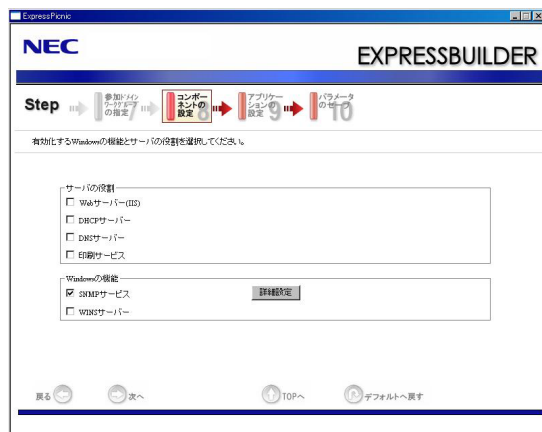 ExpressPicnic
NEC
EXPRESSBUILDER
Step
参加ドメイン
ワークグループ
の指定
7
コンポー
ネントの
設定
8
アプリケー
ションの
設定
9
パラメータ
のセーブ
10
有効化するWindowsの機能とサーバの役割を選択してください。
サーバの役割
Webサーバー(IIS)
DHCPサーバー
DNSサーバー
印刷サービス
Windowsの機能
SNMPサービス
詳細設定
WINSサーバー
戻る
次へ
TOPへ
デフォルトへ戻す